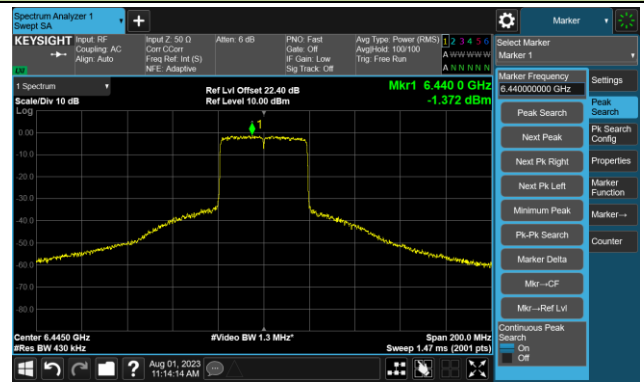 Spectrum Analyzer 1
Swept SA
+
Marker
KEYSIGHT
Input: RF
Coupling: AC
Align: Auto
Input Z: 50 Ω
Corr CCorr
Freq Ref: Int (S)
NFE: Adaptive
Atten: 6 dB
PNO: Fast
Gate: Off
IF Gain: Low
Sig Track: Off
Avg Type: Power (RMS)
Avg|Hold: 100/100
Trig: Free Run
1 2 3 4 5 6
A W W W W W
A N N N N N
Select Marker
Marker 1
1 Spectrum
Scale/Div 10 dB
Log
Ref Lvl Offset 22.40 dB
Ref Level 10.00 dBm
Mkr1 6.440 0 GHz
-1.372 dBm
1
0.00
-10.0
-20.0
-30.0
-40.0
-50.0
-60.0
-70.0
-80.0
Center 6.4450 GHz
#Res BW 430 kHz
#Video BW 1.3 MHz*
Span 200.0 MHz
Sweep 1.47 ms (2001 pts)
Marker Frequency
6.440000000 GHz
Peak Search
Next Peak
Next Pk Right
Next Pk Left
Minimum Peak
Pk-Pk Search
Marker Delta
Mkr→CF
Mkr→Ref Lvl
Continuous Peak
Search
On
Off
Settings
Peak
Search
Pk Search
Config
Properties
Marker
Function
Marker→
Counter
?
Aug 01, 2023
11:14:14 AM